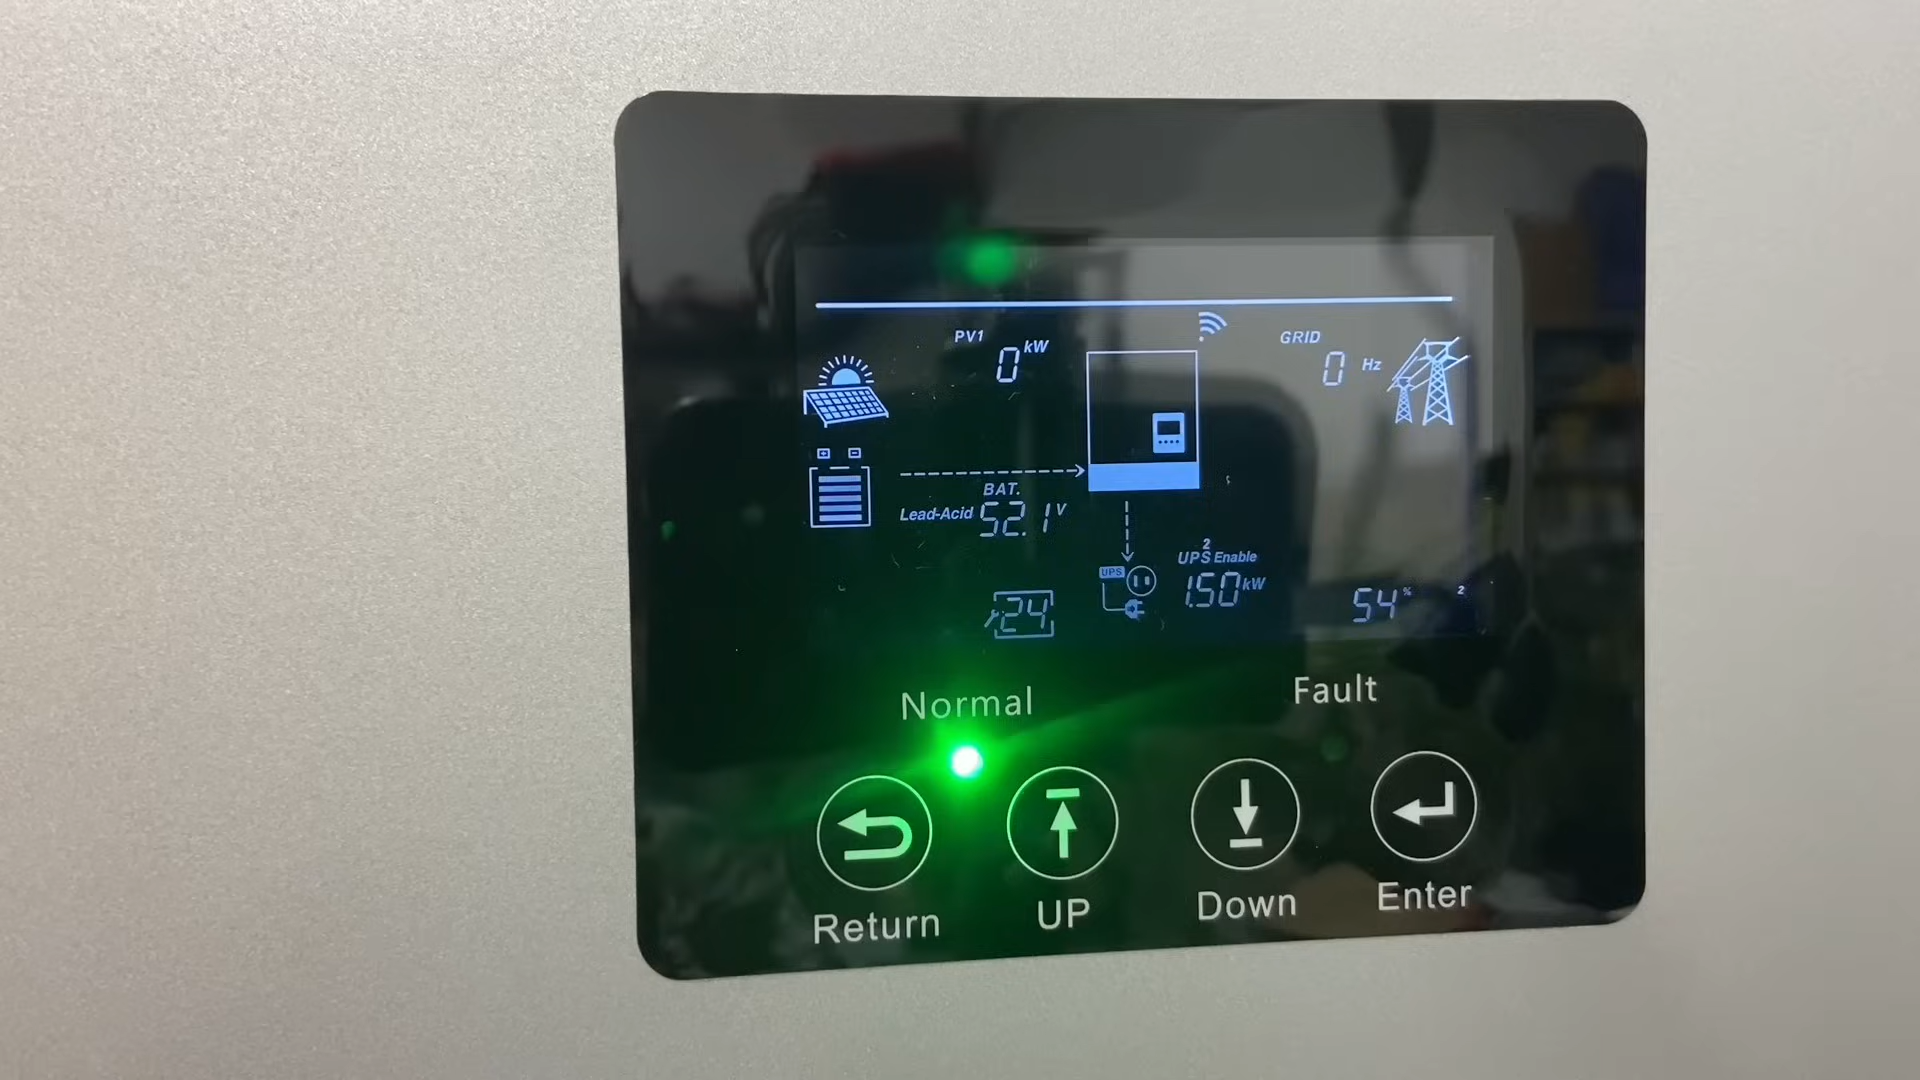 PV1
0 kW
GRID
0 Hz
BAT.
Lead-Acid 52.1 V
2
UPS Enable
UPS
1.50 kW
24
54 %
2
Normal
Fault
Return
UP
Down
Enter